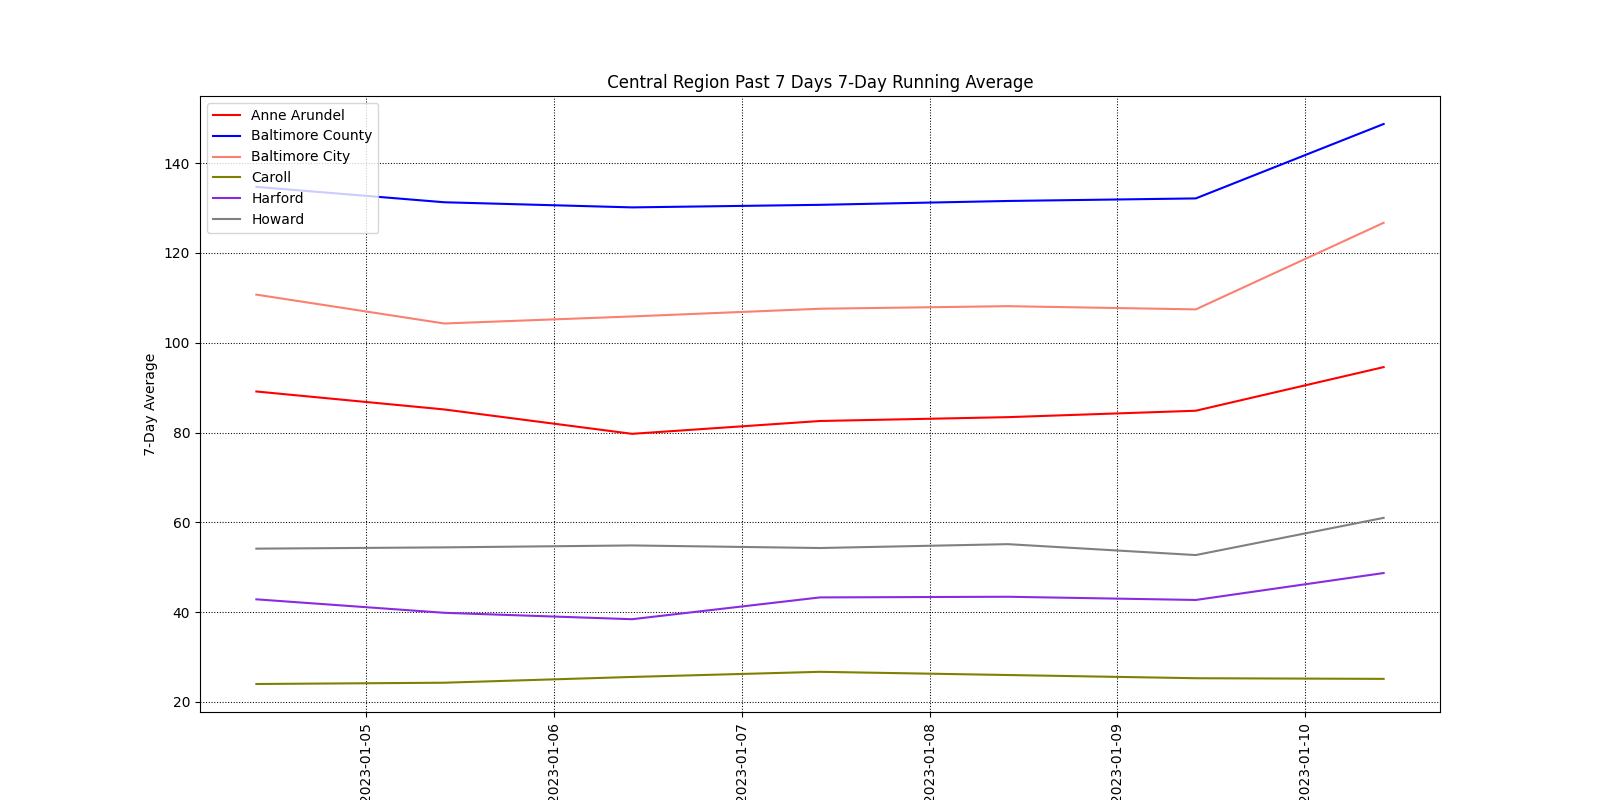 Central Region Past 7 Days 7-Day Running Average
Anne Arundel
Baltimore County
Baltimore City
Caroll
Harford
Howard
7-Day Average
140
120
100
80
60
40
20
2023-01-05
2023-01-06
2023-01-07
2023-01-08
2023-01-09
2023-01-10